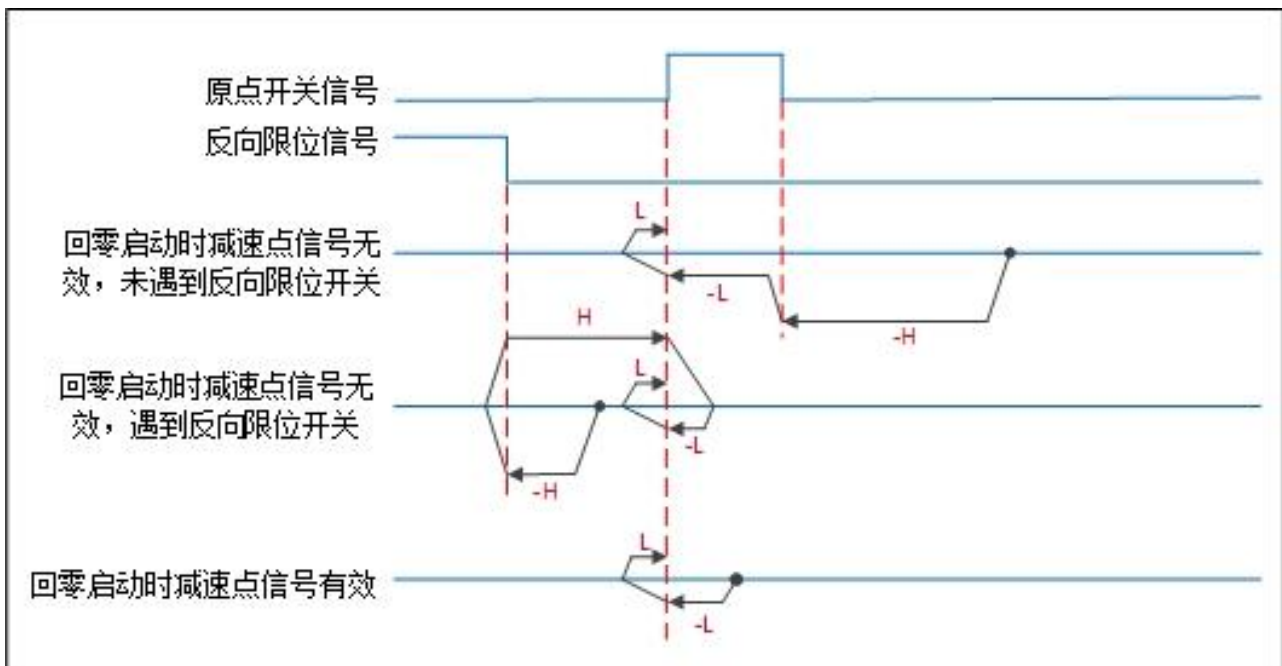 原点开关信号
反向限位信号
L
回零启动时减速点信号无
效，未遇到反向限位开关
-L
H
-H
回零启动时减速点信号无
效，遇到反向限位开关
L
-L
-H
L
回零启动时减速点信号有效
-L